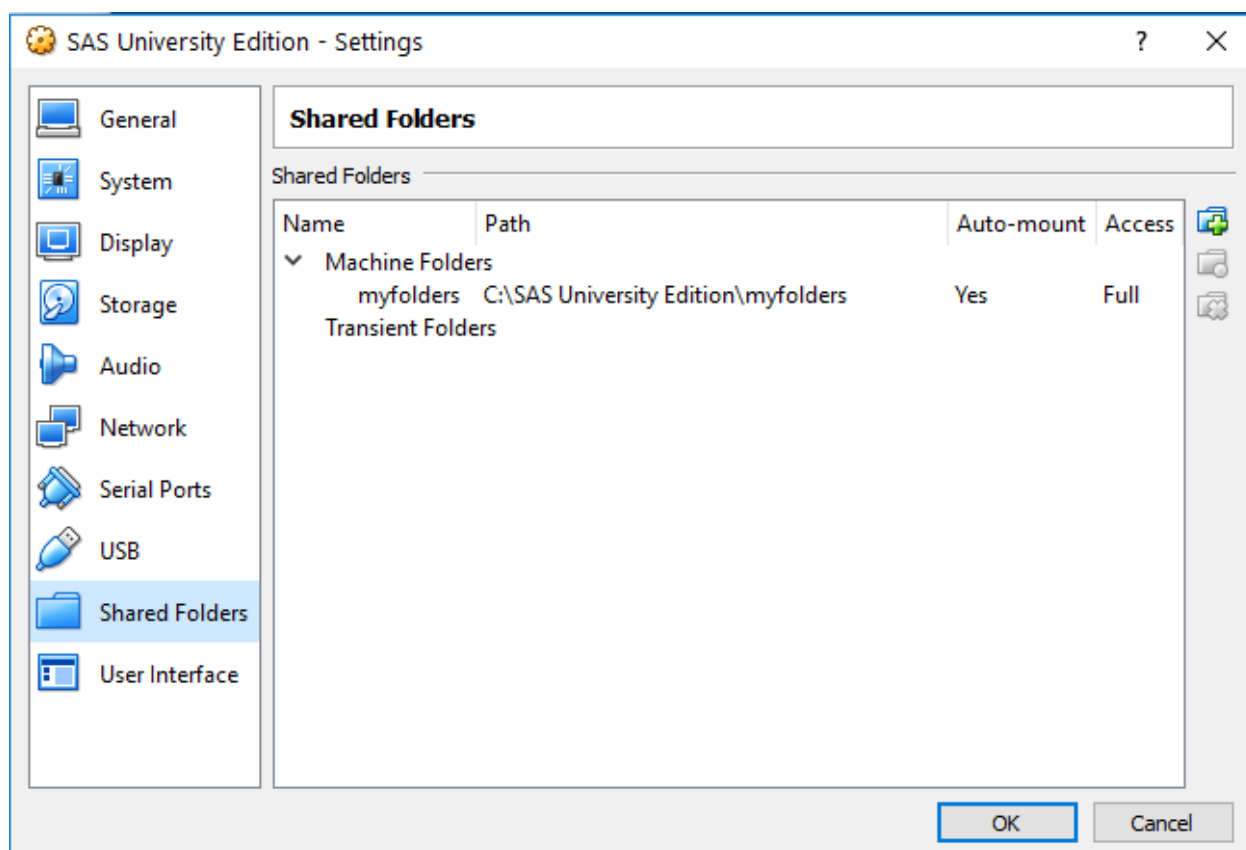 SAS University Edition - Settings ? ×
General
System
Display
Storage
Audio
Network
Serial Ports
USB
Shared Folders
User Interface
Shared Folders
Shared Folders
Name Path Auto-mount Access
Machine Folders
myfolders C:\SAS University Edition\myfolders Yes Full
Transient Folders
OK Cancel